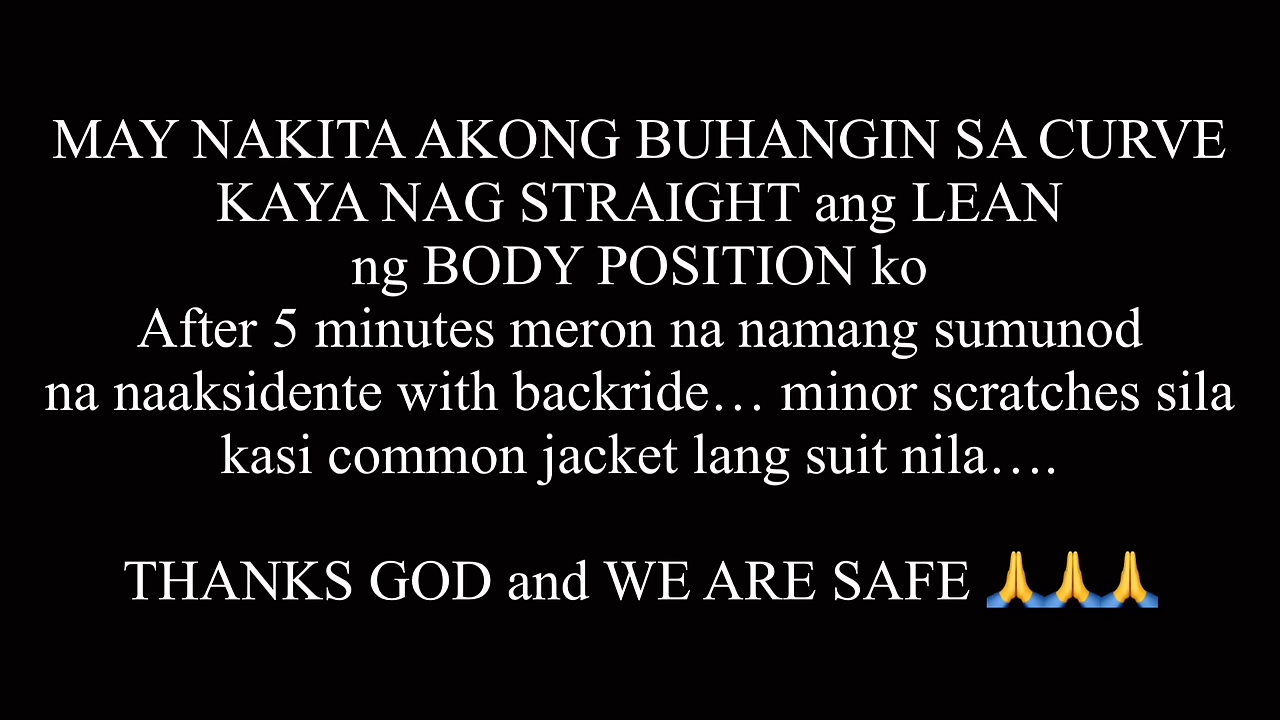 MAY NAKITA AKONG BUHANGIN SA CURVE
KAYA NAG STRAIGHT ang LEAN
ng BODY POSITION ko
After 5 minutes meron na namang sumunod
na naaksidente with backride… minor scratches sila
kasi common jacket lang suit nila….
THANKS GOD and WE ARE SAFE 🙏🙏🙏